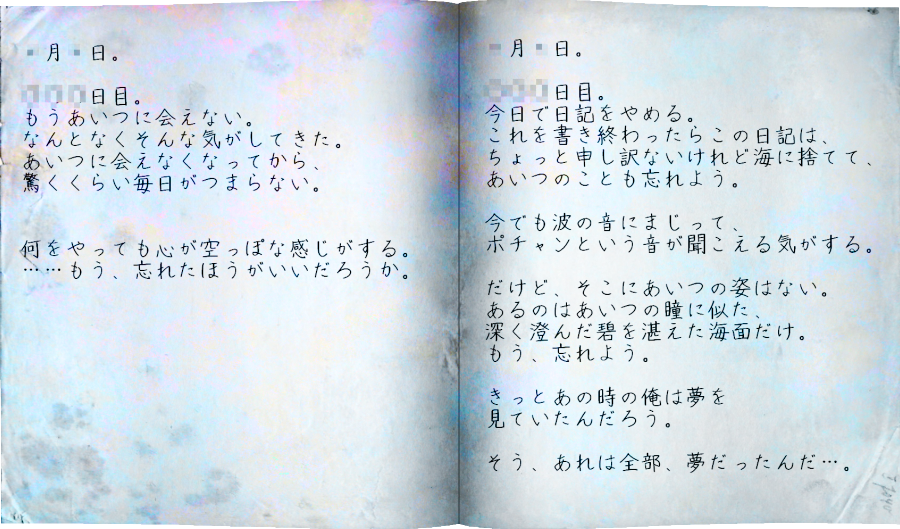 月 日。
日目。
もうあいつに会えない。
なんとなくそんな気がしてきた。
あいつに会えなくなってから、
驚くくらい毎日がつまらない。
何をやっても心が空っぽな感じがする。
……もう、忘れたほうがいいだろうか。
月 日。
日目。
今日で日記をやめる。
これを書き終わったらこの日記は、
ちょっと申し訳ないけれど海に捨てて、
あいつのことも忘れよう。
今でも波の音にまじって、
ポチャンという音が聞こえる気がする。
だけど、そこにあいつの姿はない。
あるのはあいつの瞳に似た、
深く澄んだ碧を湛えた海面だけ。
もう、忘れよう。
きっとあの時の俺は夢を
見ていたんだろう。
そう、あれは全部、夢だったんだ…。